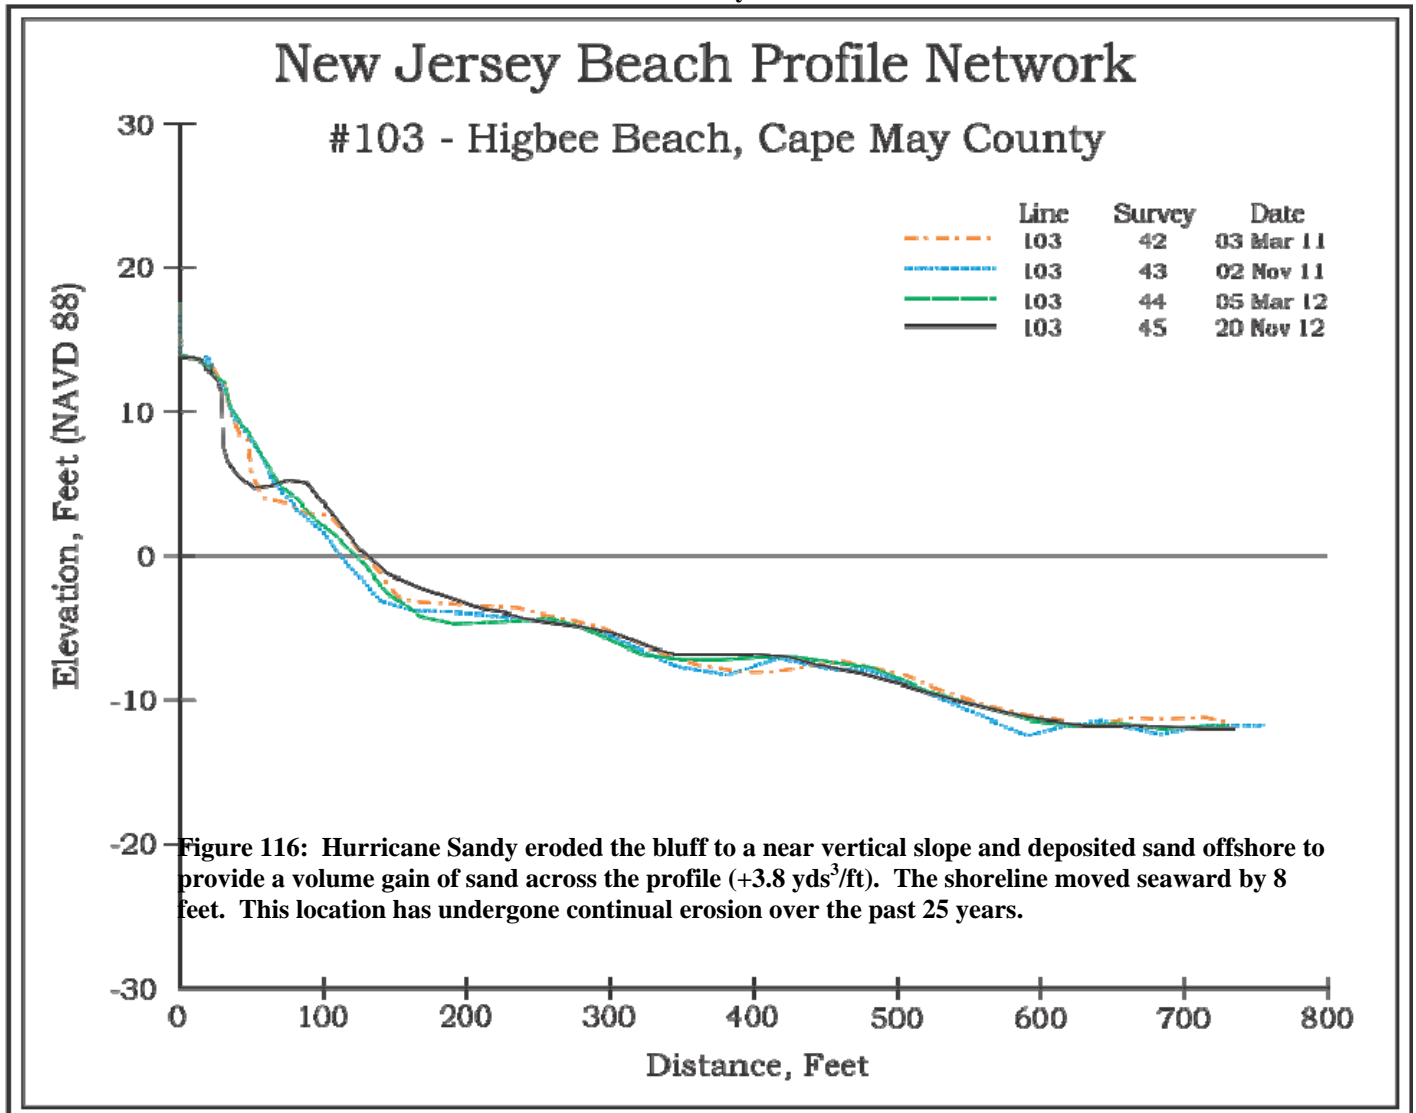 New Jersey Beach Profile Network
#103 - Higbee Beach, Cape May County
Line Survey Date
103 42 03 Mar 11
103 43 02 Nov 11
103 44 05 Mar 12
103 45 20 Nov 12
Elevation, Feet (NAVD 88)
30
20
10
0
-10
-20
-30
Figure 116: Hurricane Sandy eroded the bluff to a near vertical slope and deposited sand offshore to
provide a volume gain of sand across the profile (+3.8 yds³/ft). The shoreline moved seaward by 8
feet. This location has undergone continual erosion over the past 25 years.
0 100 200 300 400 500 600 700 800
Distance, Feet